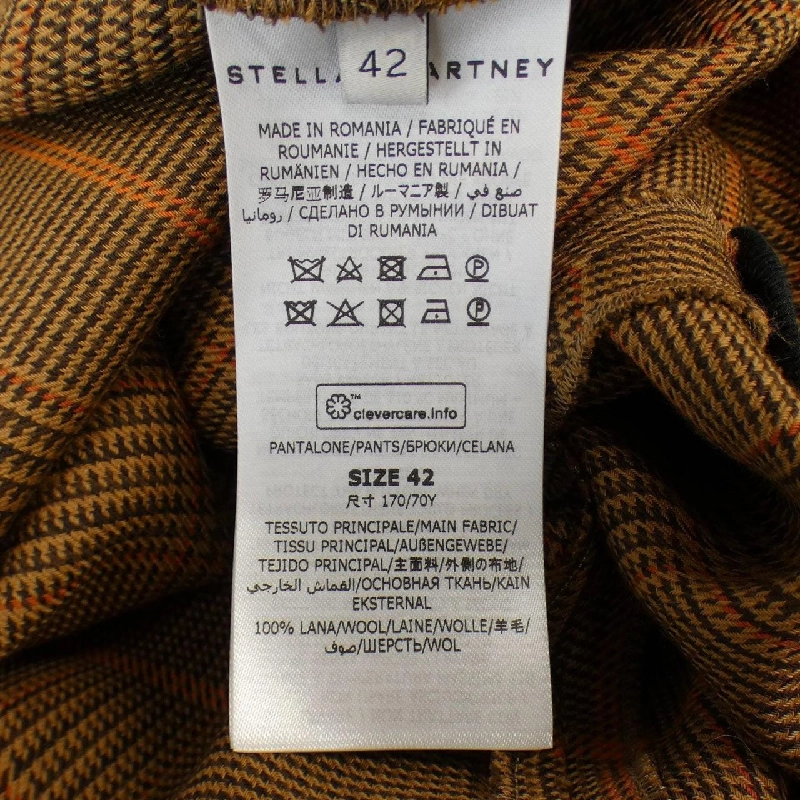 42
STELLA McCARTNEY
MADE IN ROMANIA / FABRIQUÉ EN
ROUMANIE / HERGESTELLT IN
RUMÄNIEN / HECHO EN RUMANIA /
罗马尼亚制造 / ルーマニア製 / صنع في
رومانيا / СДЕЛАНО В РУМЫНИИ / DIBUAT
DI RUMANIA
P
P
clevercare.info
TM
PANTALONE/PANTS/БРЮКИ/CELANA
SIZE 42
尺寸 170/70Y
TESSUTO PRINCIPALE/MAIN FABRIC/
TISSU PRINCIPAL/AUßENGEWEBE/
TEJIDO PRINCIPAL/主面料/外側の布地/
القماش الخارجي/ОСНОВНАЯ ТКАНЬ/KAIN
EKSTERNAL
100% LANA/WOOL/LAINE/WOLLE/羊毛/
صوف/ШЕРСТЬ/WOL